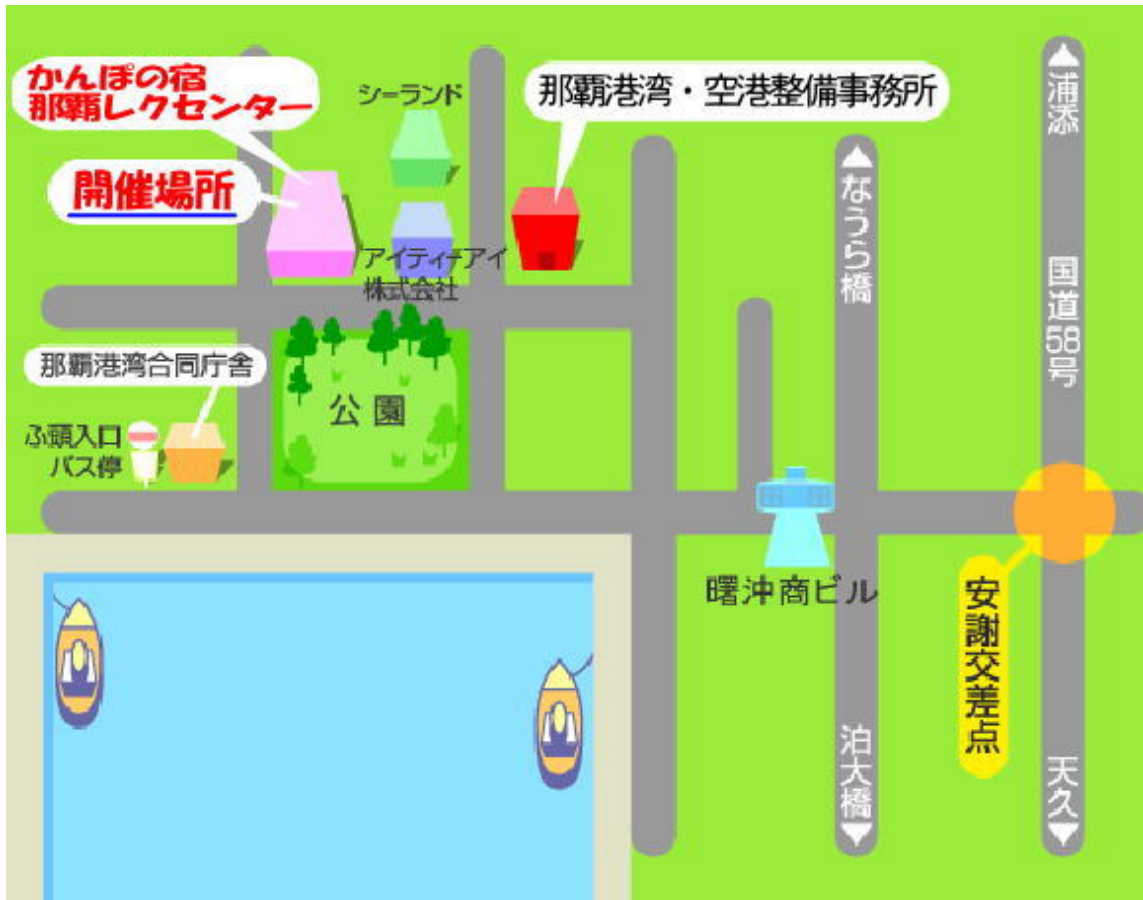 かんぽの宿
那覇レクセンター
開催場所
シーランド
那覇港湾・空港整備事務所
アイティーアイ
株式会社
那覇港湾合同庁舎
ふ頭入口
バス停
公園
曙沖商ビル
▲なうら橋
泊大橋▼
▲浦添
国道58号
安謝交差点
天久▼